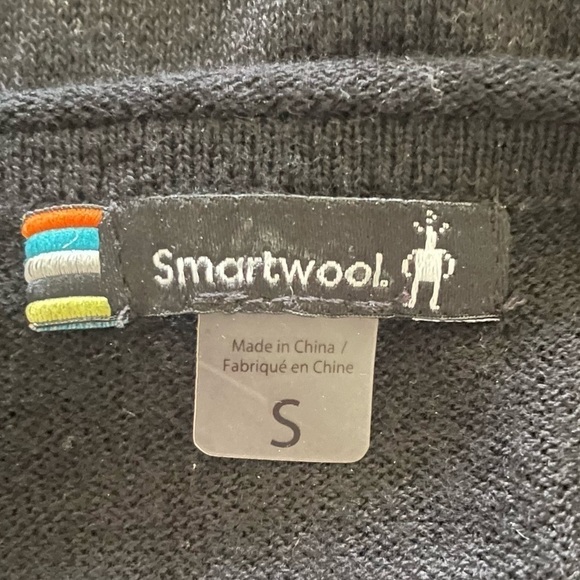 Smartwool.
Made in China /
Fabriqué en Chine
S